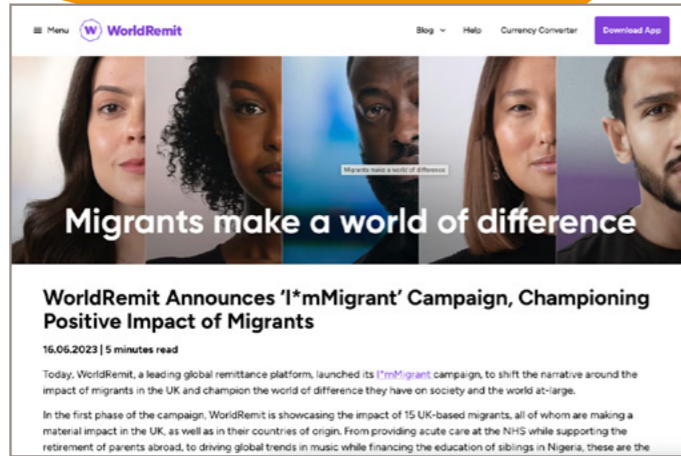 Menu WorldRemit Blog Help Currency Converter Download App
Migrants make a world of difference
Migrants make a world of difference
WorldRemit Announces ‘I*mMigrant’ Campaign, Championing
Positive Impact of Migrants
16.06.2023 | 5 minutes read
Today, WorldRemit, a leading global remittance platform, launched its I*mMigrant campaign, to shift the narrative around the
impact of migrants in the UK and champion the world of difference they have on society and the world at-large.
In the first phase of the campaign, WorldRemit is showcasing the impact of 15 UK-based migrants, all of whom are making a
material impact in the UK, as well as in their countries of origin. From providing acute care at the NHS while supporting the
retirement of parents abroad, to driving global trends in music while financing the education of siblings in Nigeria, these are the